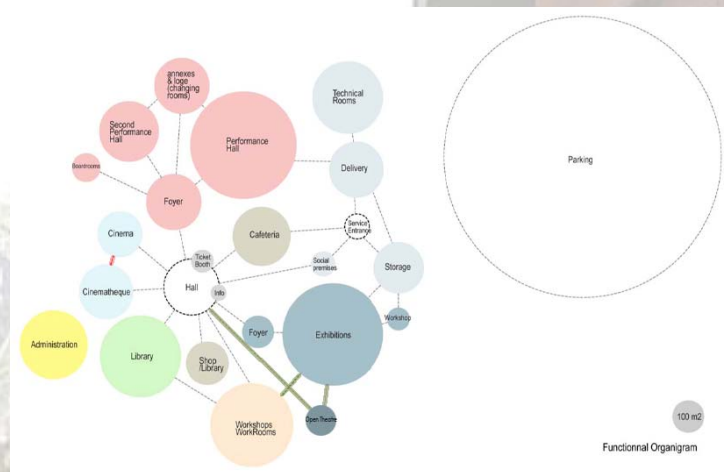 annexes
& loge
(changing
rooms)
Second
Performance
Hall
Performance
Hall
Technical
Rooms
Delivery
Parking
Foyer
Cinema
Ticket
Booth
Cafeteria
Service
Entrance
Social
premises
Storage
Cinematheque
Hall
Info
Workshop
Administration
Library
Shop
/Library
Foyer
Exhibitions
Workshops
WorkRooms
Open Theatre
100 m2
Functionnal Organigram